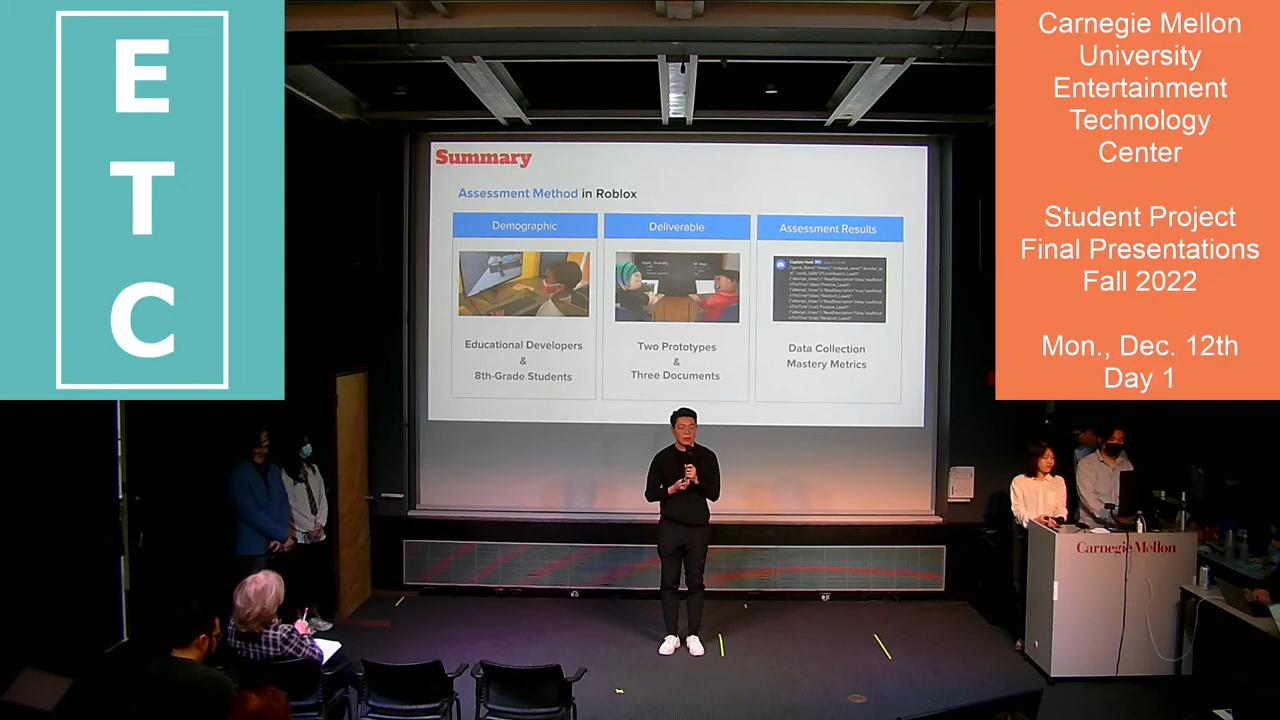 E
T
C
Carnegie Mellon
University
Entertainment
Technology
Center
Student Project
Final Presentations
Fall 2022
Mon., Dec. 12th
Day 1
Summary
Assessment Method in Roblox
Demographic
Deliverable
Assessment Results
Educational Developers
&
8th-Grade Students
Two Prototypes
&
Three Documents
Data Collection
Mastery Metrics
Carnegie Mellon